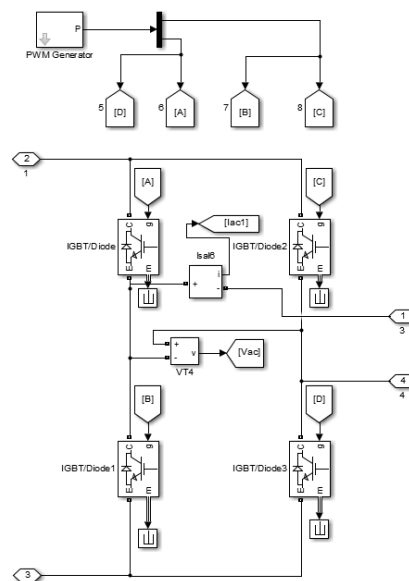 P
PWM Generator
5
[D]
6
[A]
7
[B]
8
[C]
2
1
[A]
[C]
[Iac1]
C g
IGBT/Diode
E m
Isal6
i
+
-
C g
IGBT/Diode2
E m
1
3
+
-
v
VT4
[Vac]
4
4
[B]
[D]
C g
IGBT/Diode1
E m
C g
IGBT/Diode3
E m
3